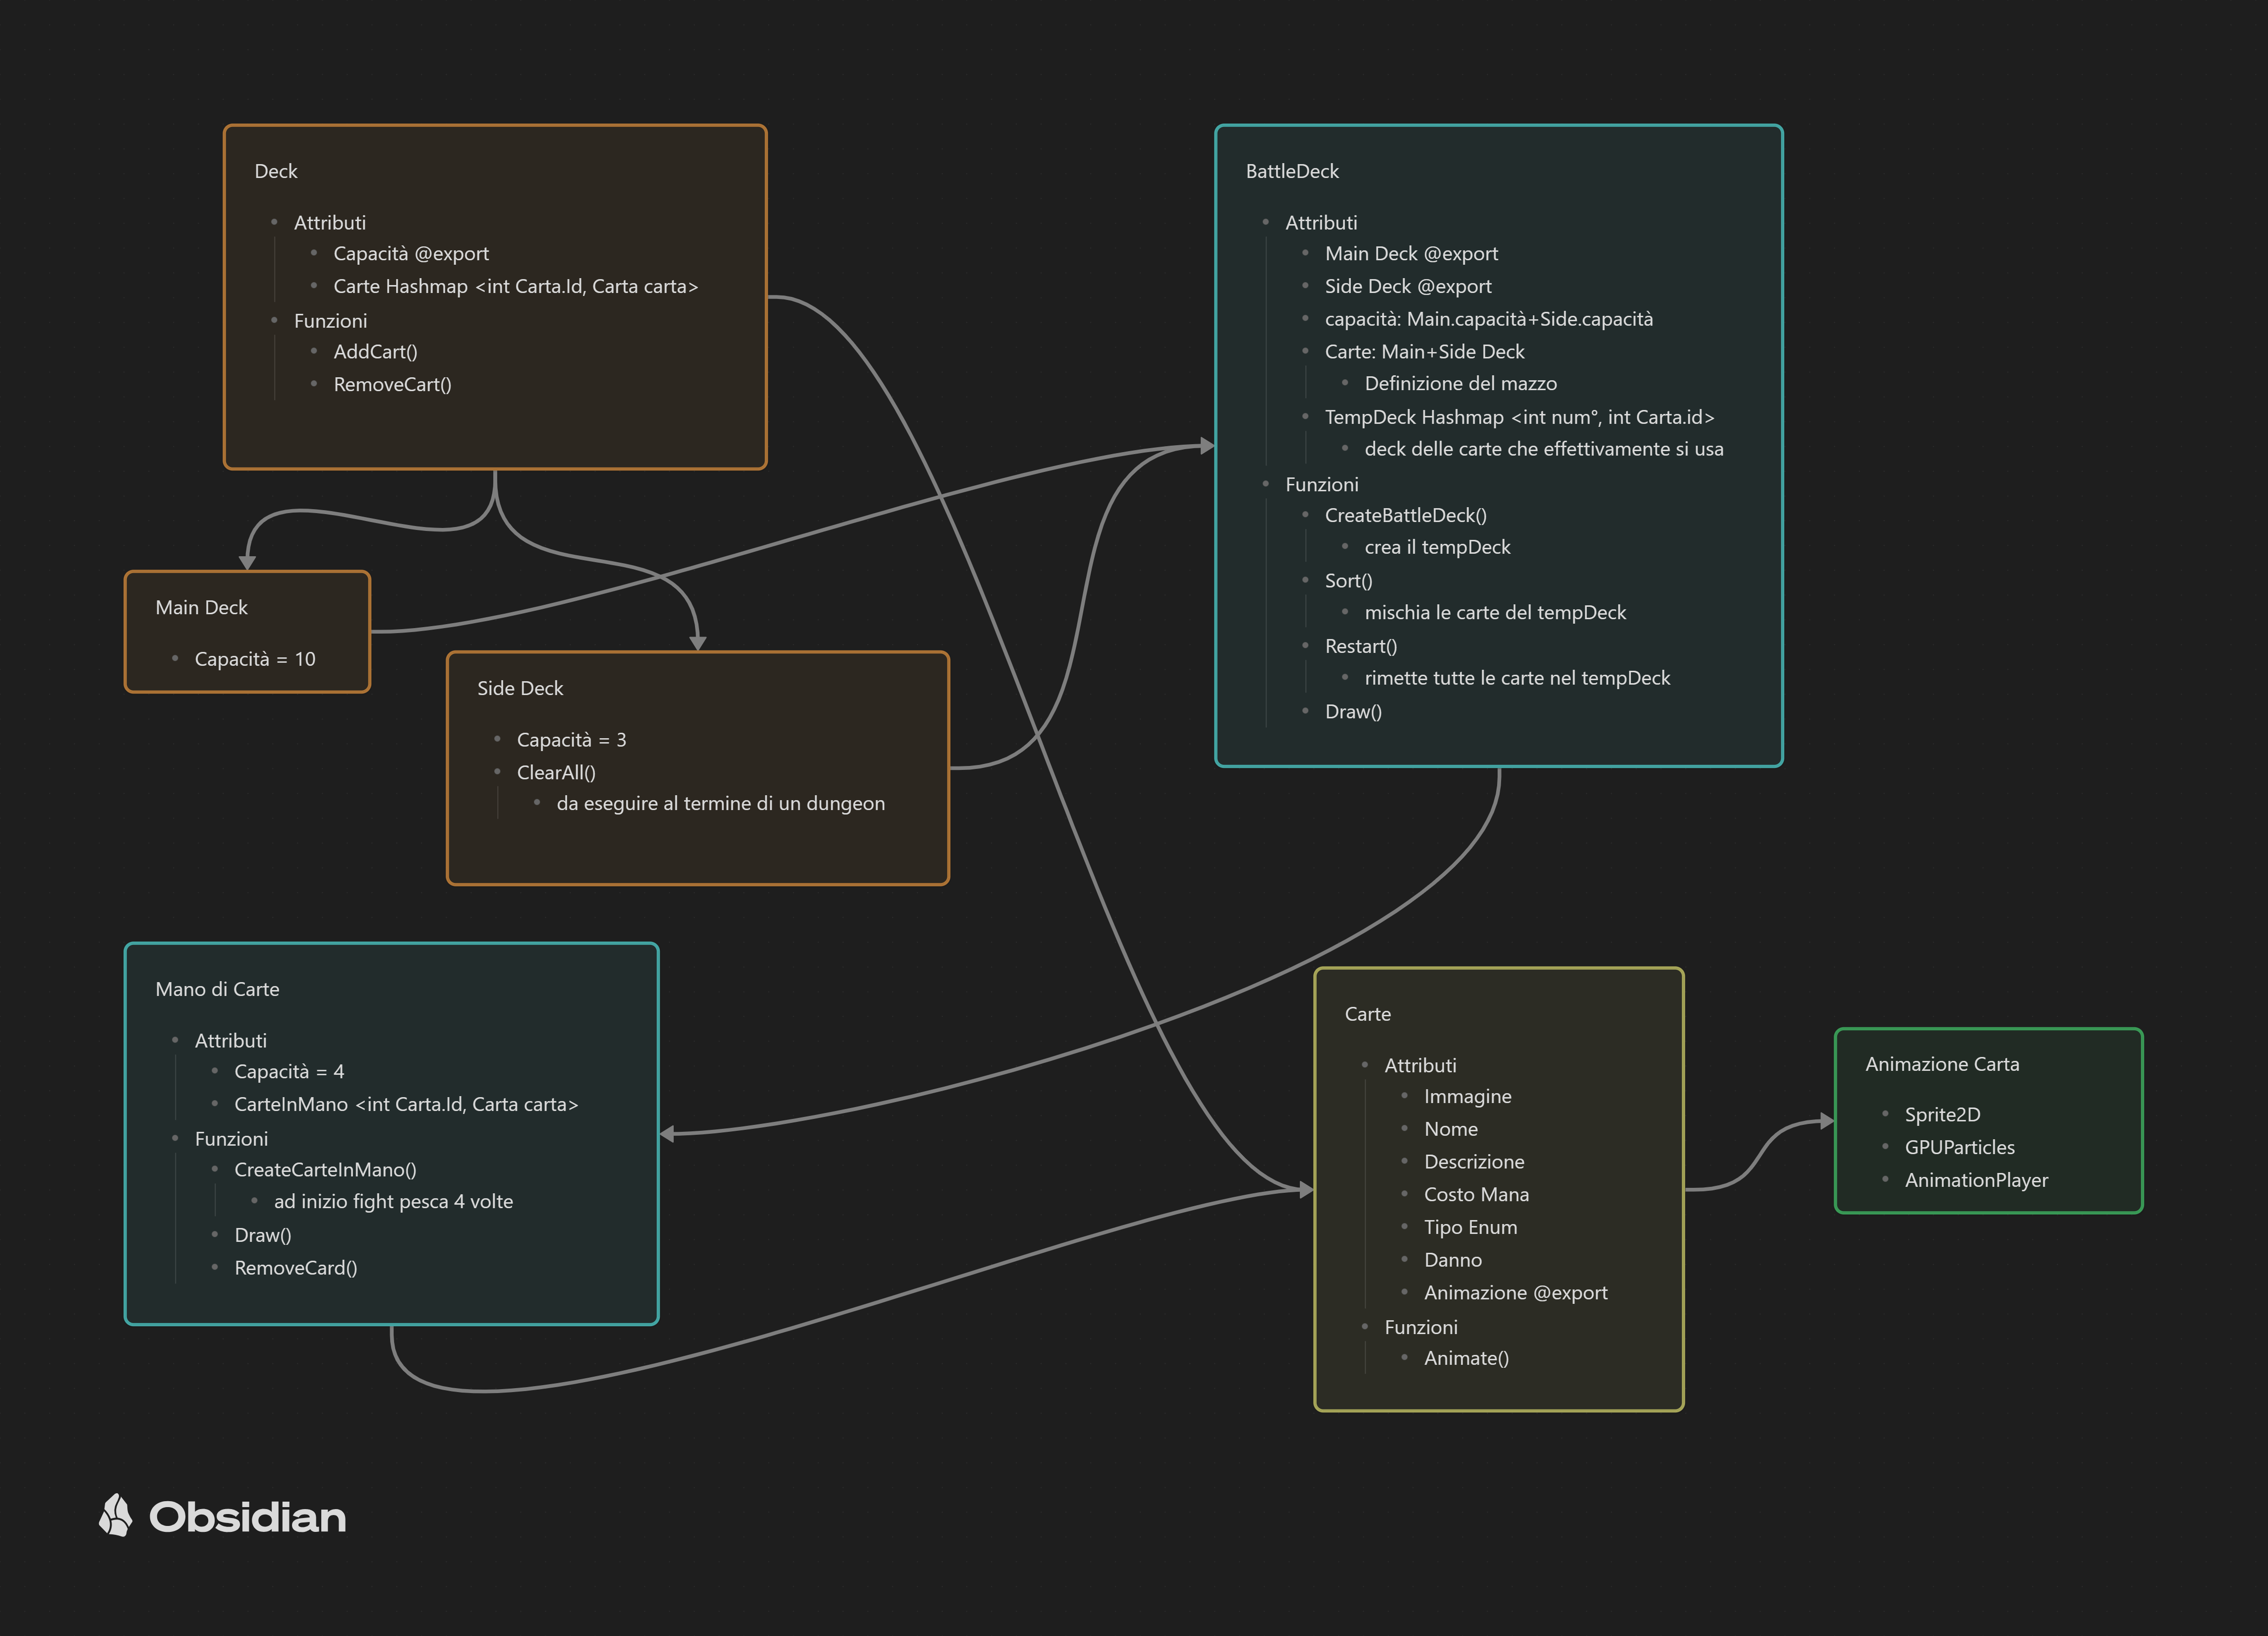 Deck
Attributi
Capacità @export
Carte Hashmap <int Carta.Id, Carta carta>
Funzioni
AddCart()
RemoveCart()
BattleDeck
Attributi
Main Deck @export
Side Deck @export
capacità: Main.capacità+Side.capacità
Carte: Main+Side Deck
Definizione del mazzo
TempDeck Hashmap <int num°, int Carta.id>
deck delle carte che effettivamente si usa
Funzioni
CreateBattleDeck()
crea il tempDeck
Sort()
mischia le carte del tempDeck
Restart()
rimette tutte le carte nel tempDeck
Draw()
Main Deck
Capacità = 10
Side Deck
Capacità = 3
ClearAll()
da eseguire al termine di un dungeon
Mano di Carte
Attributi
Capacità = 4
CarteInMano <int Carta.Id, Carta carta>
Funzioni
CreateCarteInMano()
ad inizio fight pesca 4 volte
Draw()
RemoveCard()
Carte
Attributi
Immagine
Nome
Descrizione
Costo Mana
Tipo Enum
Danno
Animazione @export
Funzioni
Animate()
Animazione Carta
Sprite2D
GPUParticles
AnimationPlayer
Obsidian